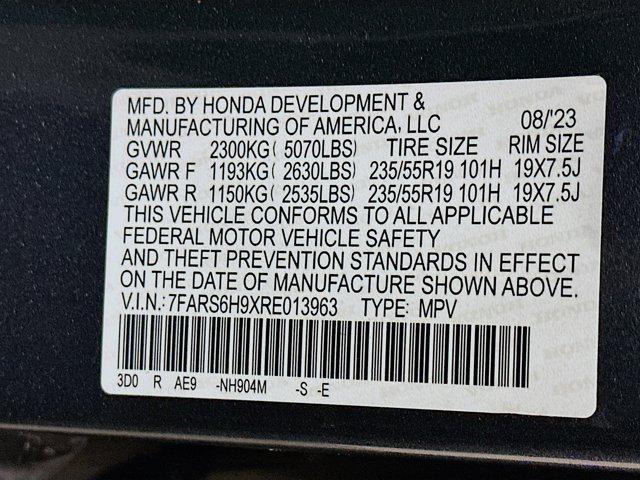 MFD. BY HONDA DEVELOPMENT &
MANUFACTURING OF AMERICA, LLC 08/'23
GVWR 2300KG( 5070LBS) TIRE SIZE RIM SIZE
GAWR F 1193KG ( 2630LBS) 235/55R19 101H 19X7.5J
GAWR R 1150KG ( 2535LBS) 235/55R19 101H 19X7.5J
THIS VEHICLE CONFORMS TO ALL APPLICABLE
FEDERAL MOTOR VEHICLE SAFETY
AND THEFT PREVENTION STANDARDS IN EFFECT
ON THE DATE OF MANUFACTURE SHOWN ABOVE.
V.I.N.:7FARS6H9XRE013963 TYPE: MPV
3D0 R AE9 -NH904M -S -E